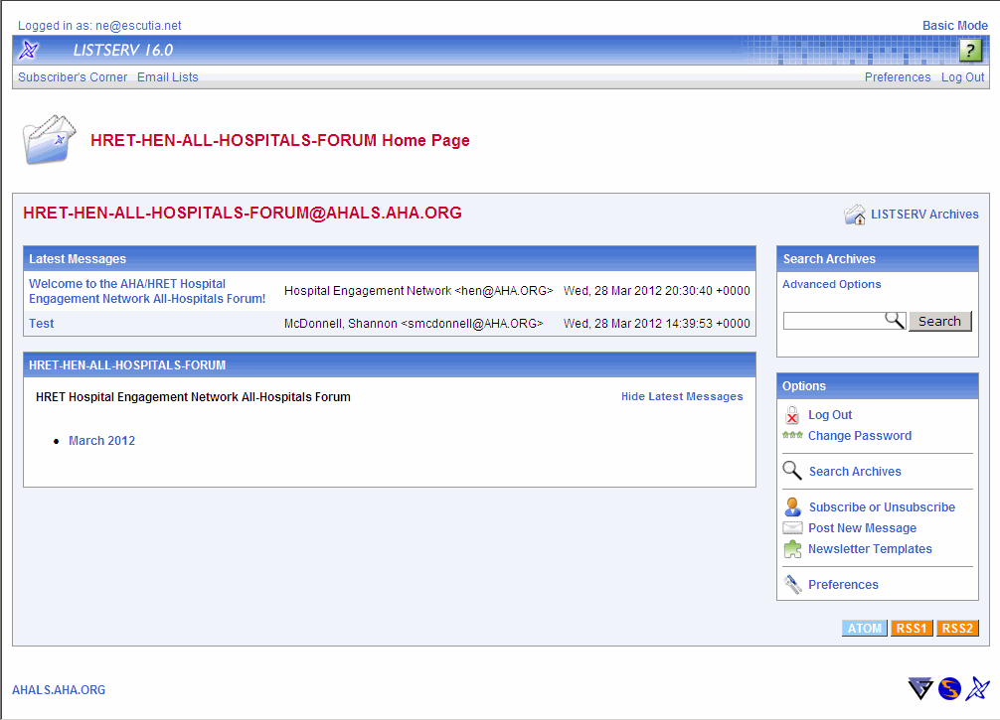 Logged in as: ne@escutia.net Basic Mode
LISTSERV 16.0 ?
Subscriber's Corner Email Lists Preferences Log Out
HRET-HEN-ALL-HOSPITALS-FORUM Home Page
HRET-HEN-ALL-HOSPITALS-FORUM@AHALS.AHA.ORG
LISTSERV Archives
Latest Messages
Welcome to the AHA/HRET Hospital
Engagement Network All-Hospitals Forum!
Hospital Engagement Network <hen@AHA.ORG> Wed, 28 Mar 2012 20:30:40 +0000
Test McDonnell, Shannon <smcdonnell@AHA.ORG> Wed, 28 Mar 2012 14:39:53 +0000
HRET-HEN-ALL-HOSPITALS-FORUM
HRET Hospital Engagement Network All-Hospitals Forum Hide Latest Messages
• March 2012
Search Archives
Advanced Options
Search
Options
Log Out
Change Password
Search Archives
Subscribe or Unsubscribe
Post New Message
Newsletter Templates
Preferences
ATOM RSS1 RSS2
AHALS.AHA.ORG